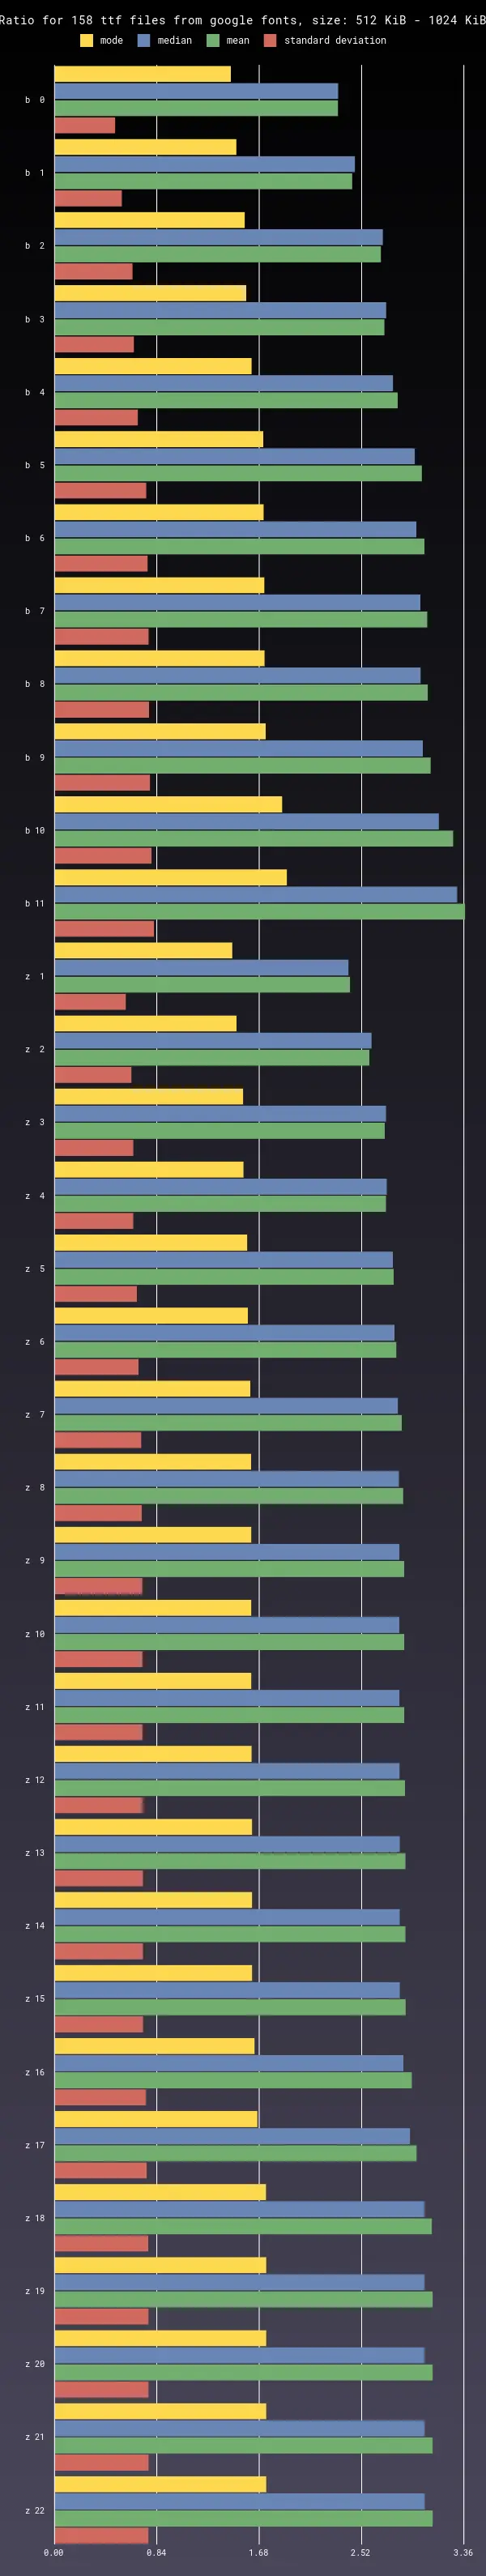 Ratio for 158 ttf files from google fonts, size: 512 KiB - 1024 KiB
mode median mean standard deviation
b 0
b 1
b 2
b 3
b 4
b 5
b 6
b 7
b 8
b 9
b 10
b 11
z 1
z 2
z 3
z 4
z 5
z 6
z 7
z 8
z 9
z 10
z 11
z 12
z 13
z 14
z 15
z 16
z 17
z 18
z 19
z 20
z 21
z 22
0.00 0.84 1.68 2.52 3.36